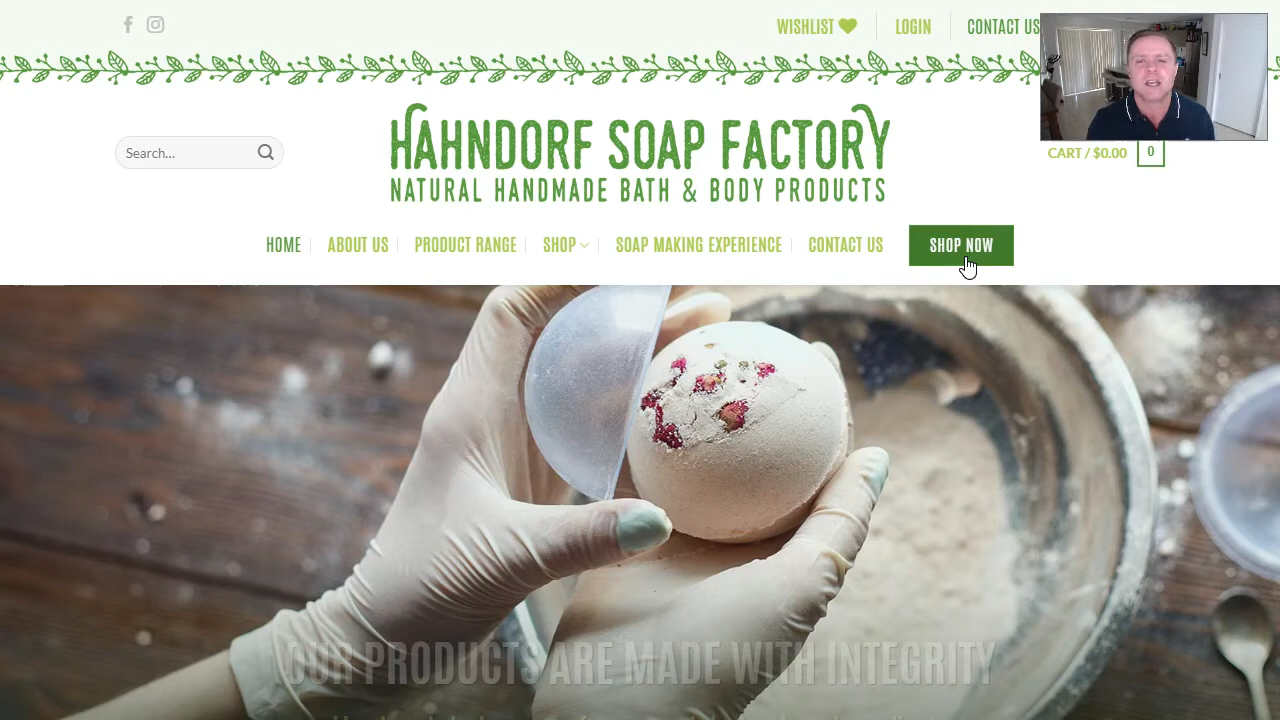 WISHLIST
LOGIN
CONTACT US
Search...
HAHNDORF SOAP FACTORY
NATURAL HANDMADE BATH & BODY PRODUCTS
CART / $0.00
0
HOME
ABOUT US
PRODUCT RANGE
SHOP
SOAP MAKING EXPERIENCE
CONTACT US
SHOP NOW
OUR PRODUCTS ARE MADE WITH INTEGRITY